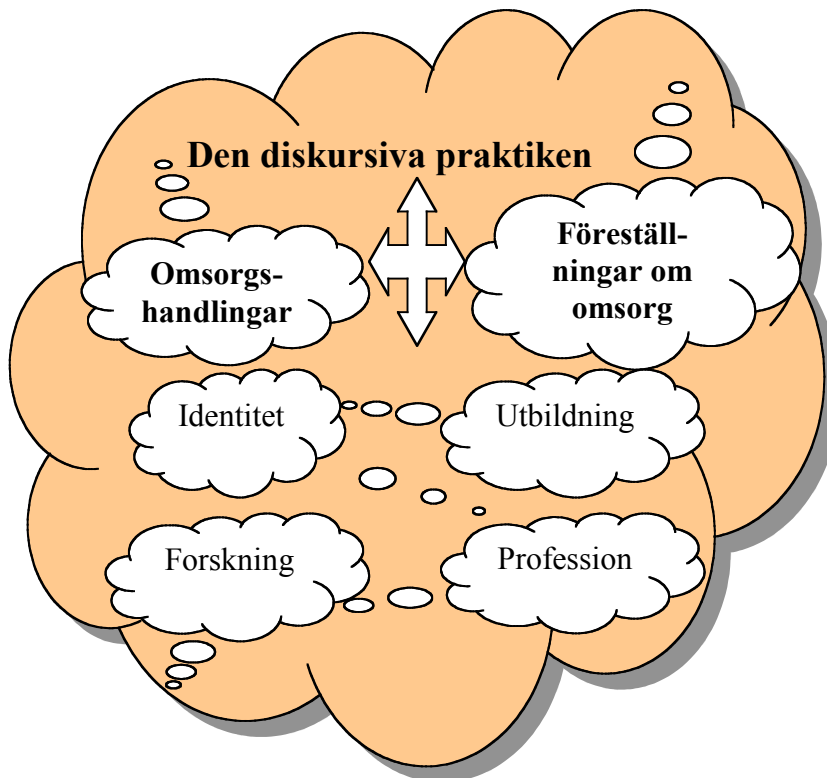 Den diskursiva praktiken
Omsorgs-
handlingar
Föreställ-
ningar om
omsorg
Identitet
Utbildning
Forskning
Profession